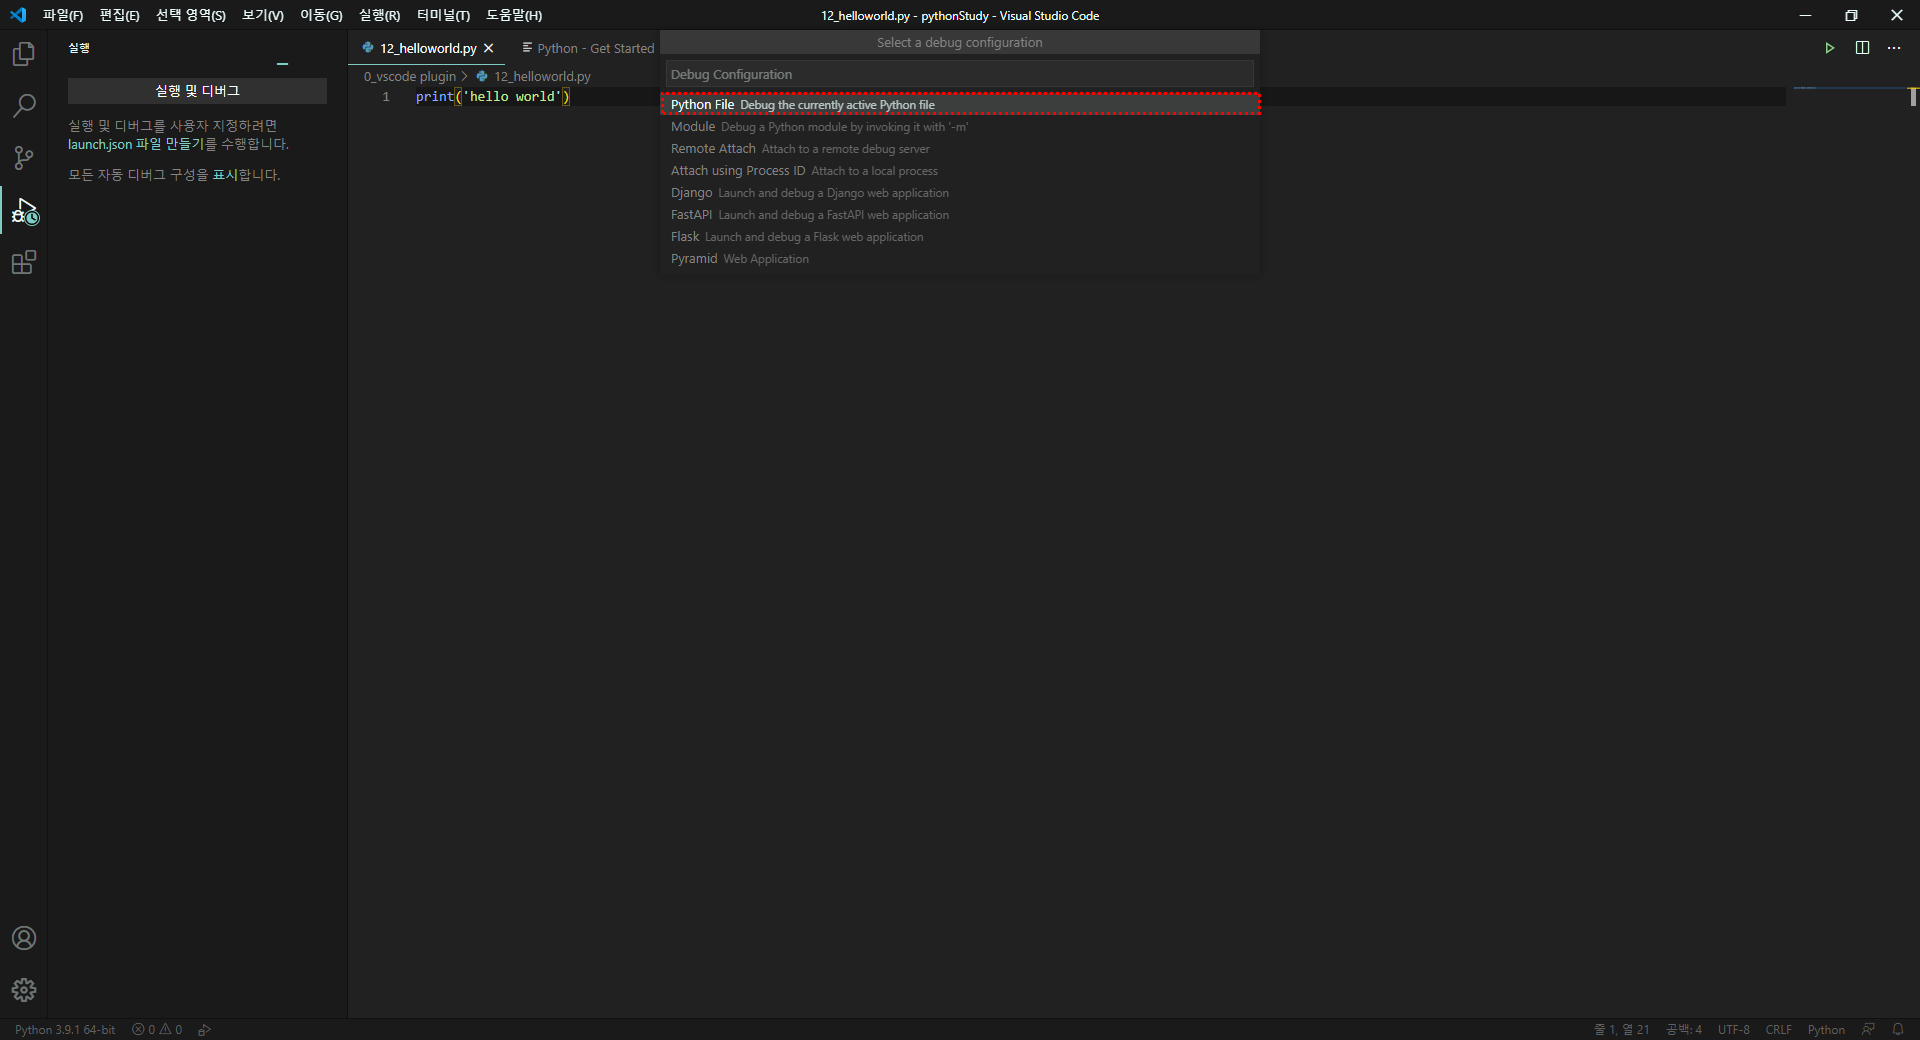 파일(F) 편집(E) 선택 영역(S) 보기(V) 이동(G) 실행(R) 터미널(T) 도움말(H)
12_helloworld.py - pythonStudy - Visual Studio Code
실행
실행 및 디버그
실행 및 디버그를 사용자 지정하려면
launch.json 파일 만들기를 수행합니다.
모든 자동 디버그 구성을 표시합니다.
12_helloworld.py
Python - Get Started
0_vscode plugin > 12_helloworld.py
1 print('hello world')
Select a debug configuration
Debug Configuration
Python File Debug the currently active Python file
Module Debug a Python module by invoking it with '-m'
Remote Attach Attach to a remote debug server
Attach using Process ID Attach to a local process
Django Launch and debug a Django web application
FastAPI Launch and debug a FastAPI web application
Flask Launch and debug a Flask web application
Pyramid Web Application
Python 3.9.1 64-bit 0 0
줄 1, 열 21 공백: 4 UTF-8 CRLF Python